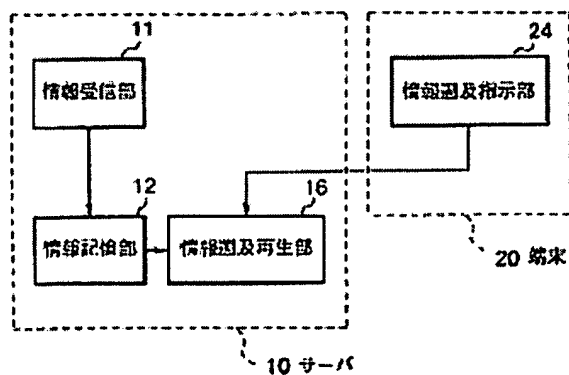 11
情報受信部
24
情報遡及指示部
12
情報記憶部
16
情報遡及再生部
20 端末
10 サーバ